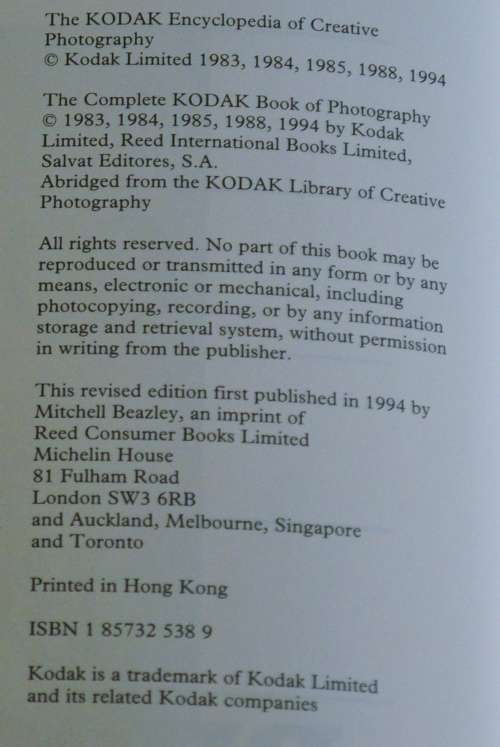 The KODAK Encyclopedia of Creative
Photography
© Kodak Limited 1983, 1984, 1985, 1988, 1994
The Complete KODAK Book of Photography
© 1983, 1984, 1985, 1988, 1994 by Kodak
Limited, Reed International Books Limited,
Salvat Editores, S.A.
Abridged from the KODAK Library of Creative
Photography
All rights reserved. No part of this book may be
reproduced or transmitted in any form or by any
means, electronic or mechanical, including
photocopying, recording, or by any information
storage and retrieval system, without permission
in writing from the publisher.
This revised edition first published in 1994 by
Mitchell Beazley, an imprint of
Reed Consumer Books Limited
Michelin House
81 Fulham Road
London SW3 6RB
and Auckland, Melbourne, Singapore
and Toronto
Printed in Hong Kong
ISBN 1 85732 538 9
Kodak is a trademark of Kodak Limited
and its related Kodak companies